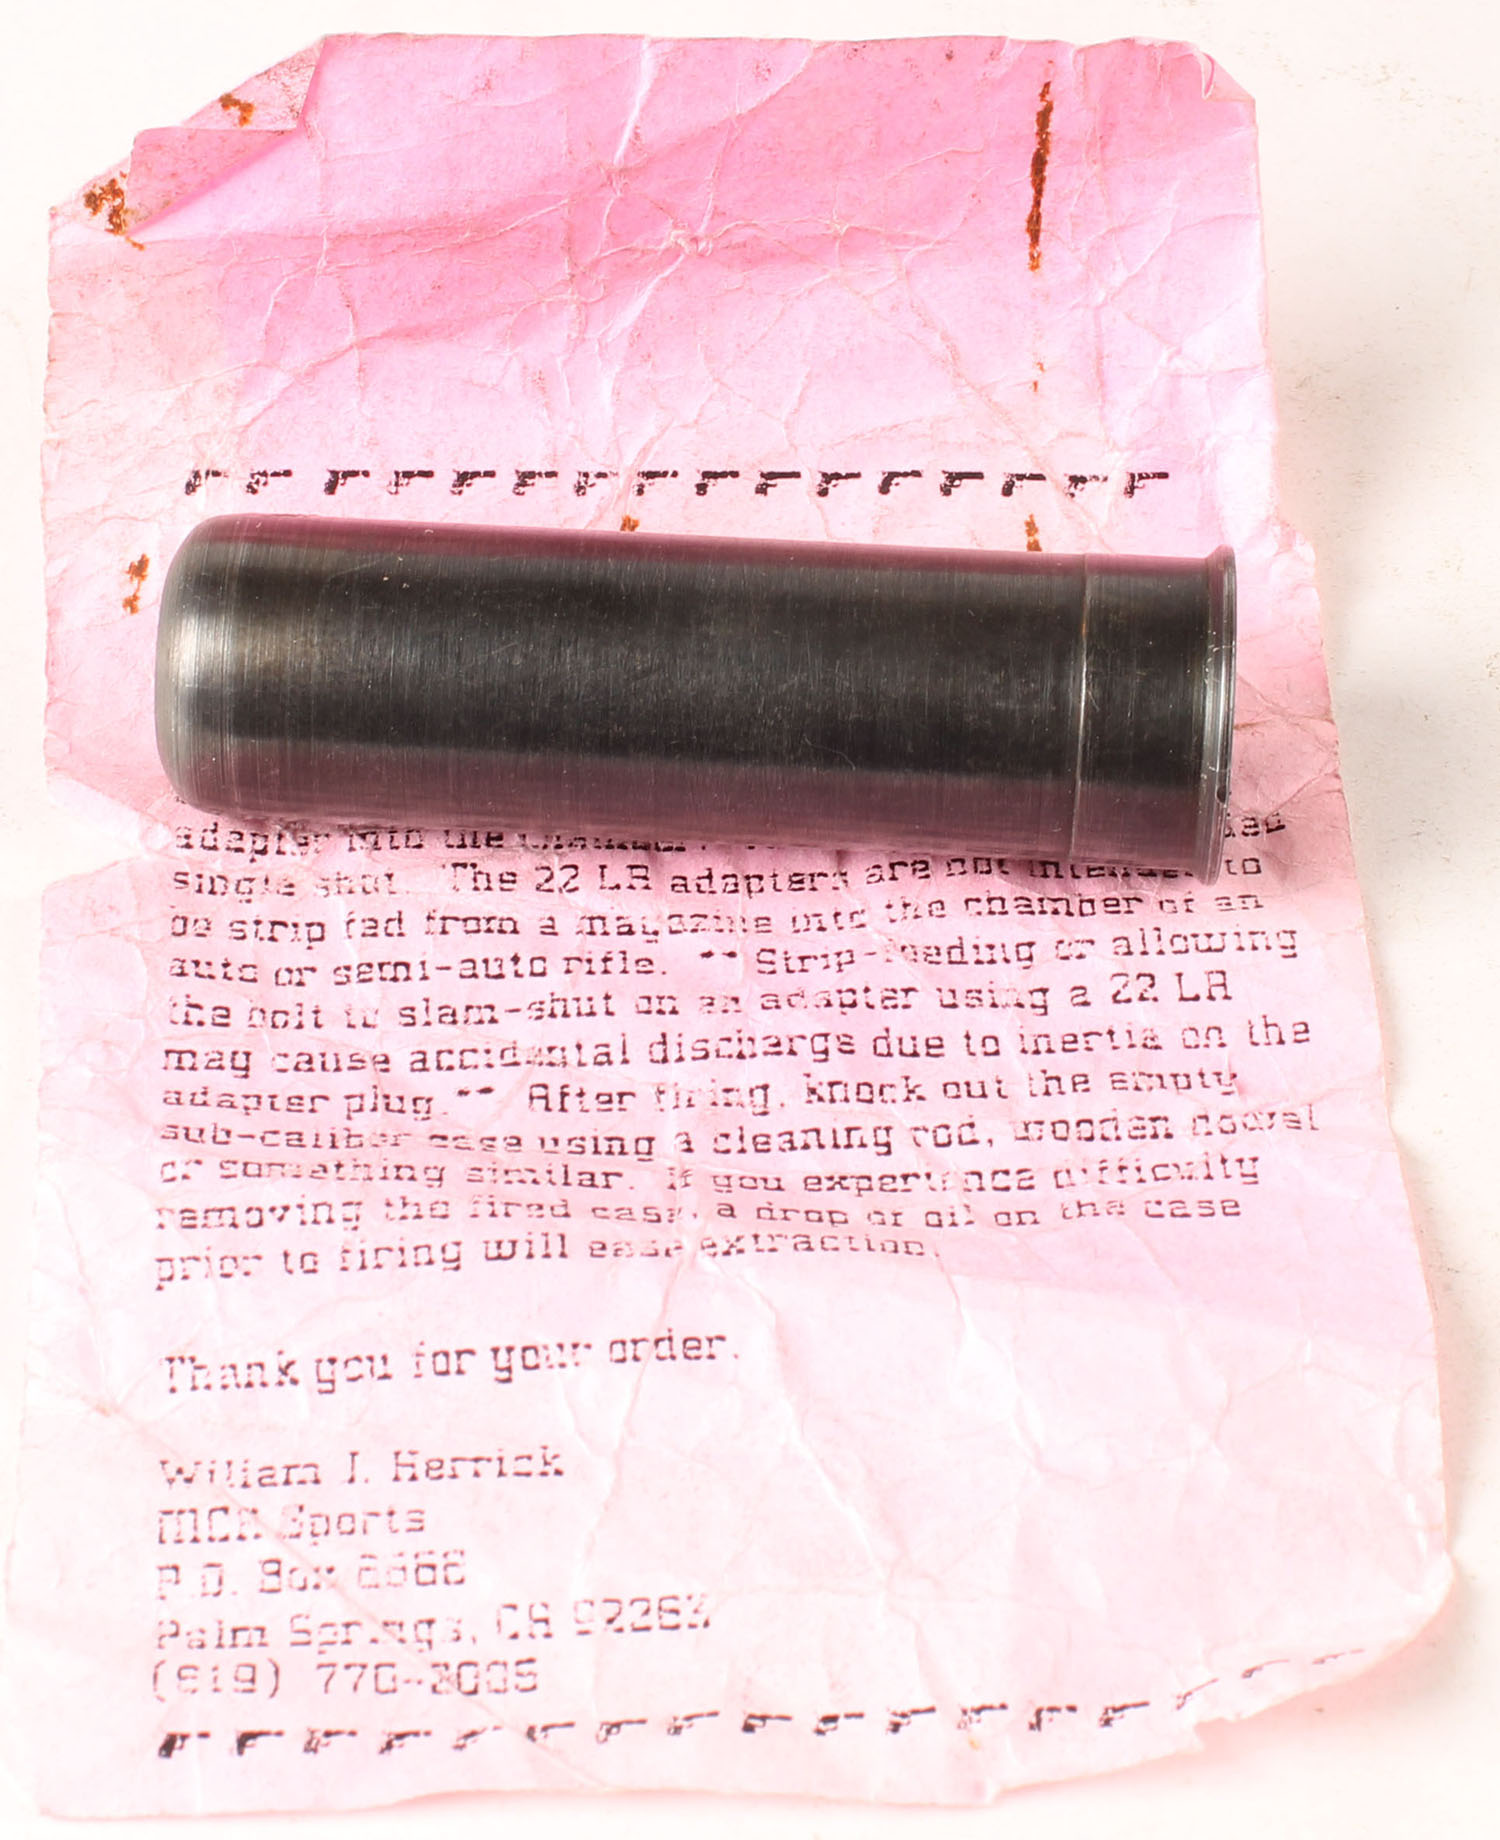 adapter into the
single shot. The 22 LR adapters are not intended to
be strip fed from a magazine into the chamber of an
auto or semi-auto rifle. ** Strip-feeding or allowing
the bolt to slam-shut on an adapter using a 22 LR
may cause accidental discharge due to inertia on the
adapter plug.** After firing, knock out the empty
sub-caliber case using a cleaning rod, wooden dowel
or something similar. If you experience difficulty
removing the fired case, a drop of oil on the case
prior to firing will ease extraction.
Thank you for your order.
William J. Herrick
Sports
P.O. Box
Palm Springs, CA
(619)